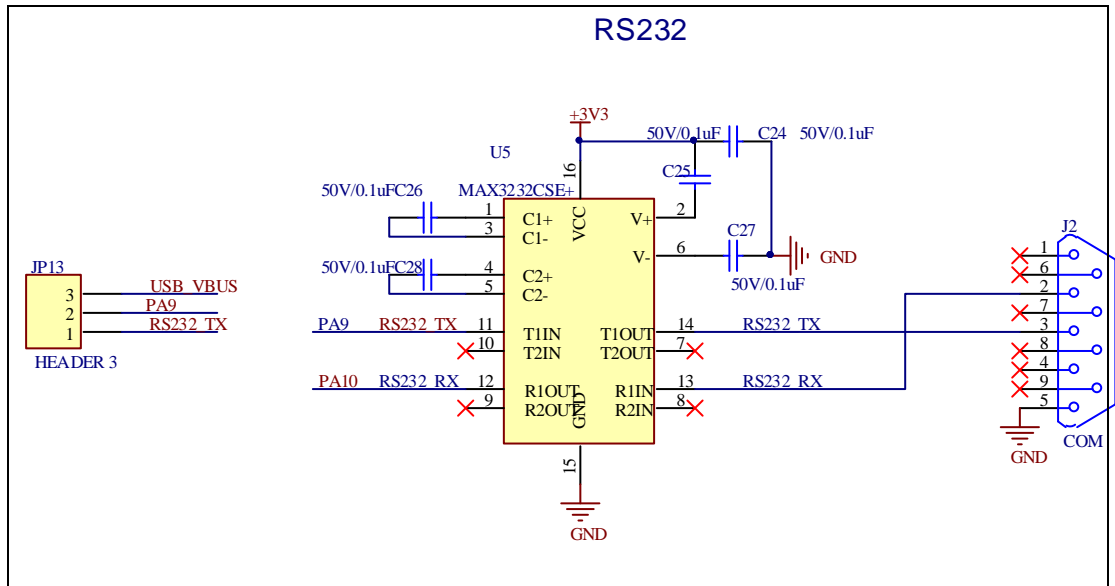 RS232
+3V3
50V/0.1uF C24 50V/0.1uF
U5
16
C25
50V/0.1uFC26 MAX3232CSE+
1 C1+ VCC V+ 2
3 C1-
C27
J2
6 V- GND
50V/0.1uFC28
4 C2+
5 C2-
50V/0.1uF
JP13
3 USB_VBUS
2 PA9
1 RS232_TX
HEADER 3
PA9 RS232_TX 11 T1IN T1OUT 14 RS232_TX
10 T2IN T2OUT 7
PA10 RS232_RX 12 R1OUT R1IN 13 RS232_RX
9 R2OUT GND R2IN 8
1
6
2
7
3
8
4
9
5
COM
GND
15
GND